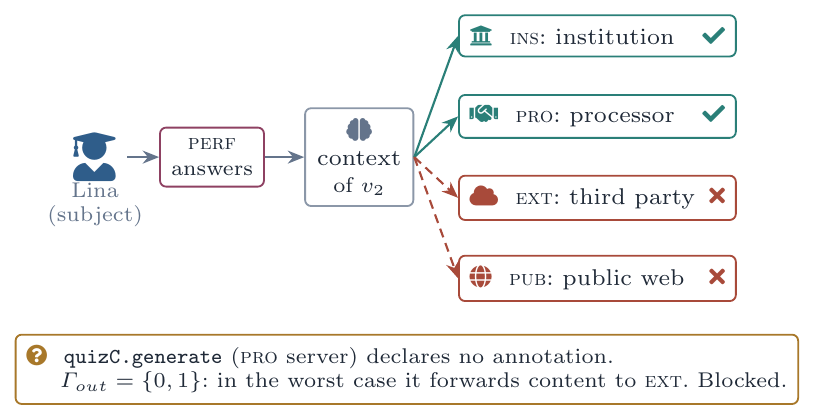 INS: institution
PRO: processor
PERF
answers
context
of v₂
Lina
(subject)
EXT: third party
PUB: public web
quizC.generate (PRO server) declares no annotation.
Γₒᵤₜ = {0, 1}: in the worst case it forwards content to EXT. Blocked.